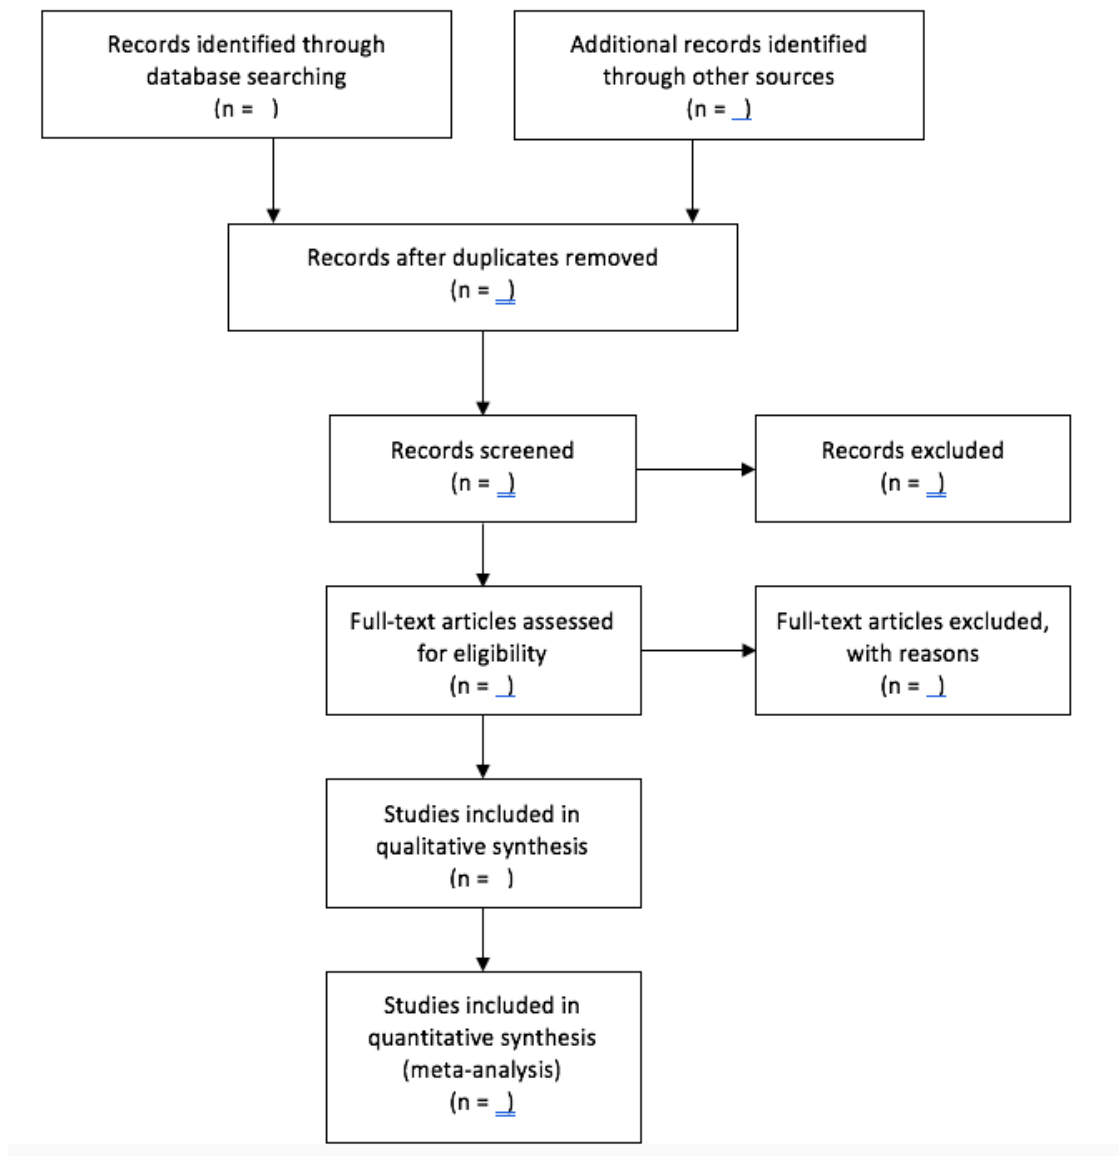 Records identified through
database searching
(n =   )
Additional records identified
through other sources
(n =   )
Records after duplicates removed
(n =   )
Records screened
(n =   )
Records excluded
(n =   )
Full-text articles assessed
for eligibility
(n =   )
Full-text articles excluded,
with reasons
(n =   )
Studies included in
qualitative synthesis
(n =   )
Studies included in
quantitative synthesis
(meta-analysis)
(n =   )